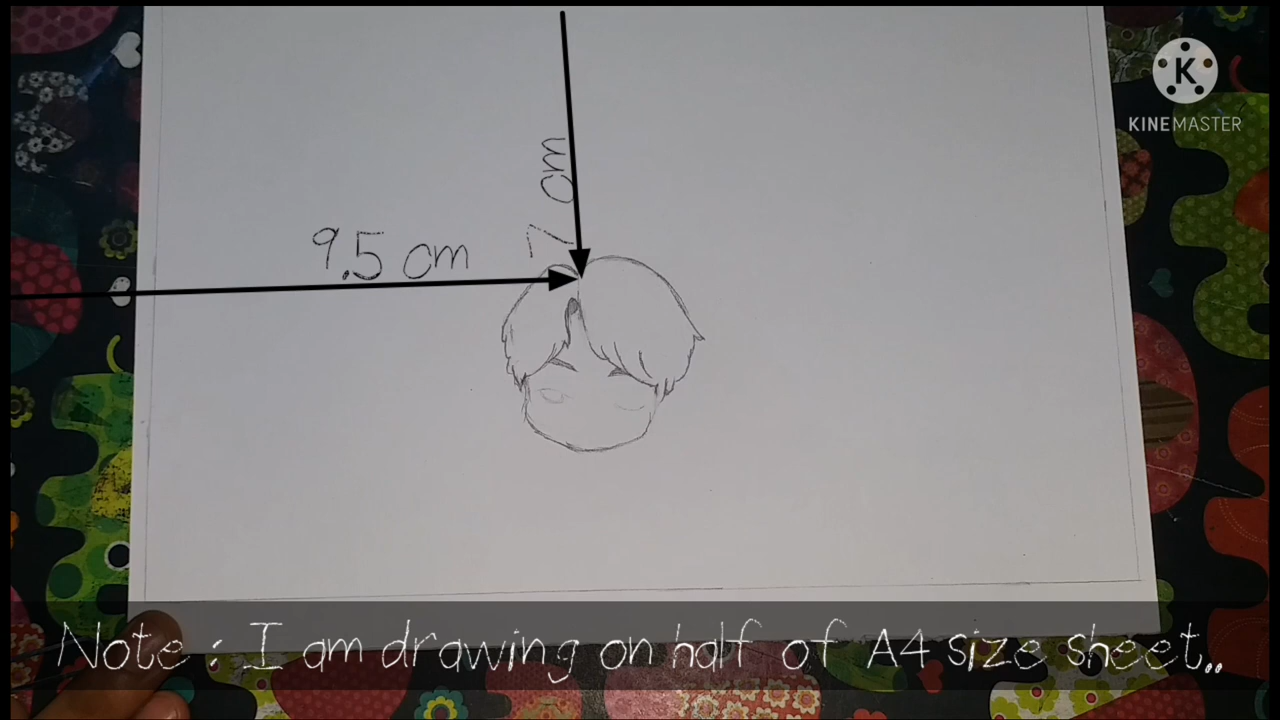 KINEMASTER
7 cm
9.5 cm
Note : I am drawing on half of A4 size sheet..